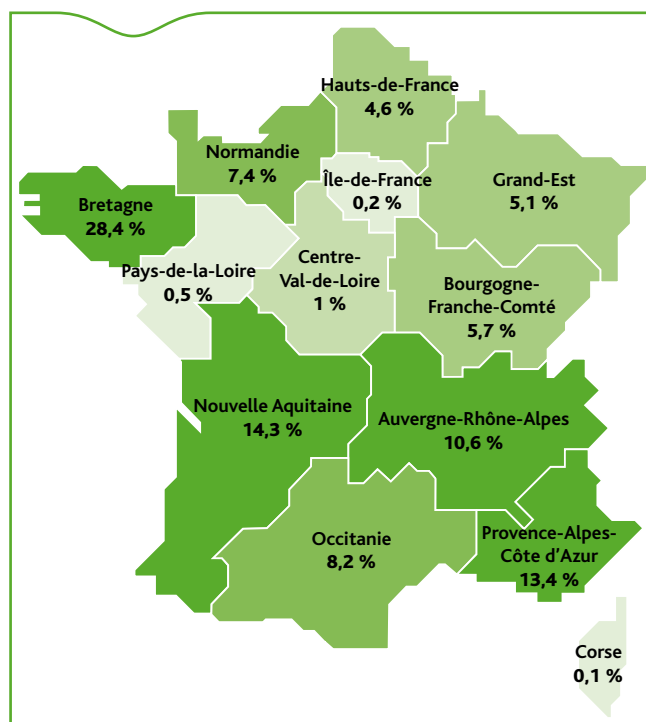 Hauts-de-France
4,6 %
Normandie
7,4 %
Île-de-France
0,2 %
Grand-Est
5,1 %
Bretagne
28,4 %
Pays-de-la-Loire
0,5 %
Centre-
Val-de-Loire
1 %
Bourgogne-
Franche-Comté
5,7 %
Nouvelle Aquitaine
14,3 %
Auvergne-Rhône-Alpes
10,6 %
Occitanie
8,2 %
Provence-Alpes-
Côte d'Azur
13,4 %
Corse
0,1 %